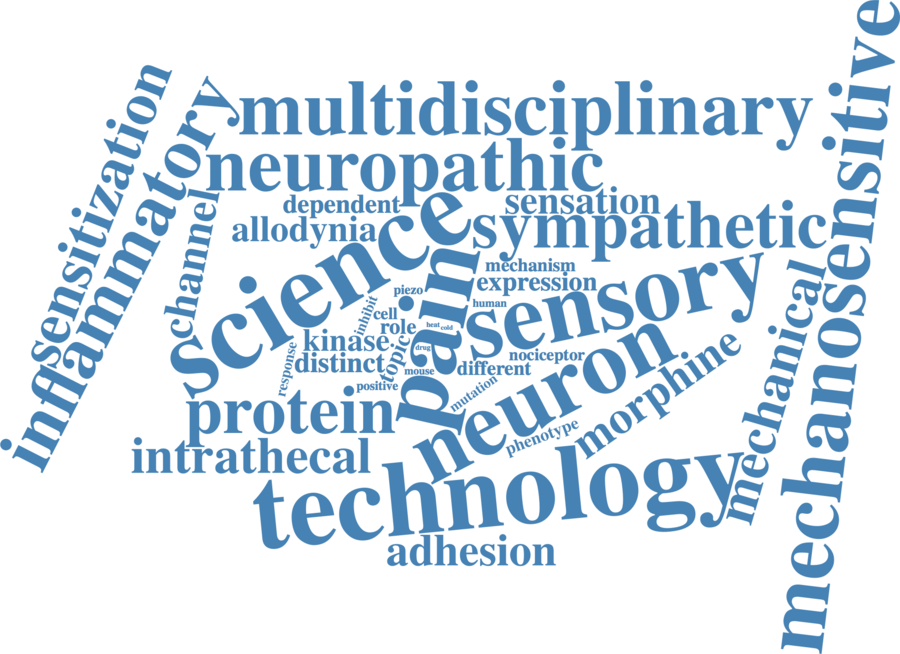 multidisciplinary
neuropathic
sensitization
inflammatory
mechanosensitive
dependent
sensation
allodynia
sympathetic
channel
science
pain
mechanism
expression
sensory
piezo
human
inhibit
cell
role
heat
cold
kinase
topic
drug
distinct
nociceptor
response
mouse
different
positive
mutation
neuron
morphine
mechanical
protein
phenotype
intrathecal
technology
adhesion